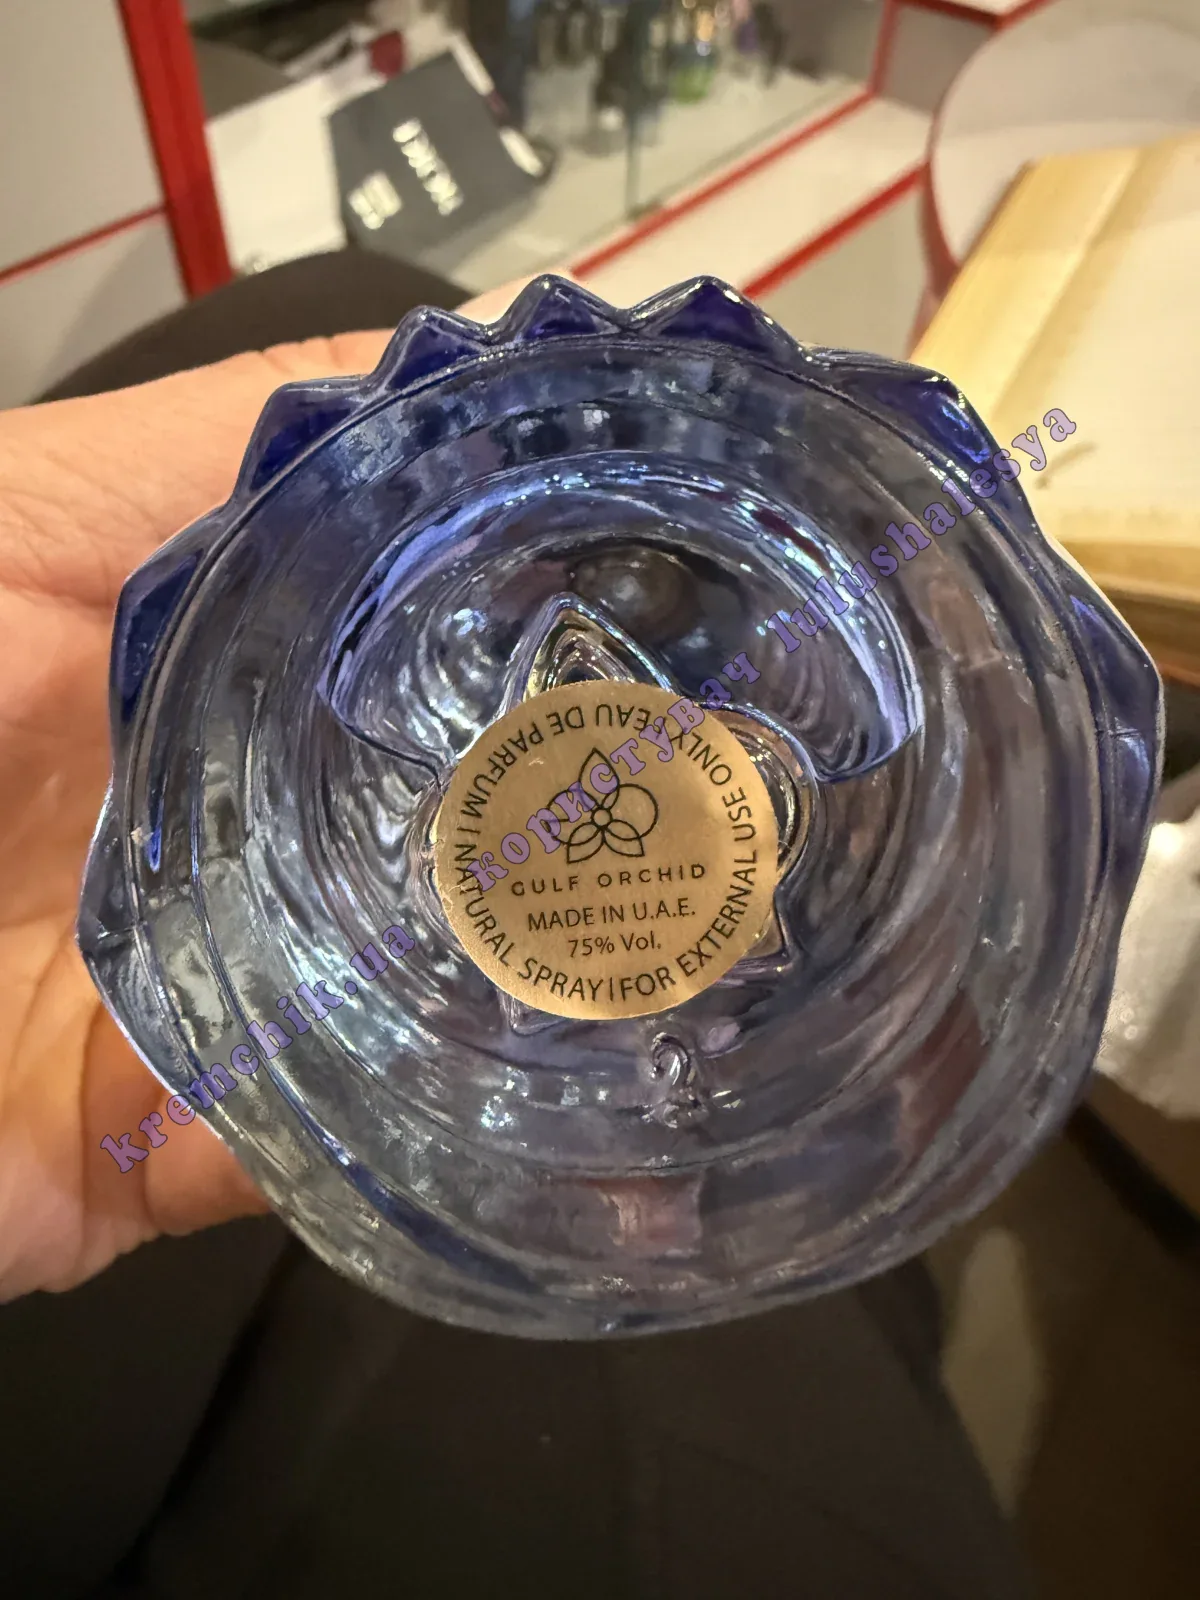 EAU DE PARFUM | NATURAL SPRAY | FOR EXTERNAL USE ONLY
GULF ORCHID
MADE IN U.A.E.
75% Vol.
kremchik.ua користувач lulushalesya